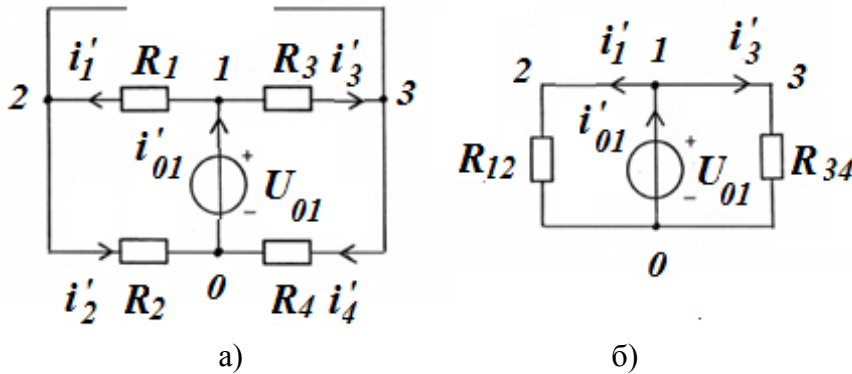 i'1 R1 1 R3 i'3
2 3
i'01 U01
+
−
i'2 R2 0 R4 i'4
а)
i'1 1 i'3
2 3
i'01
R12 U01 R34
+
−
0
б)